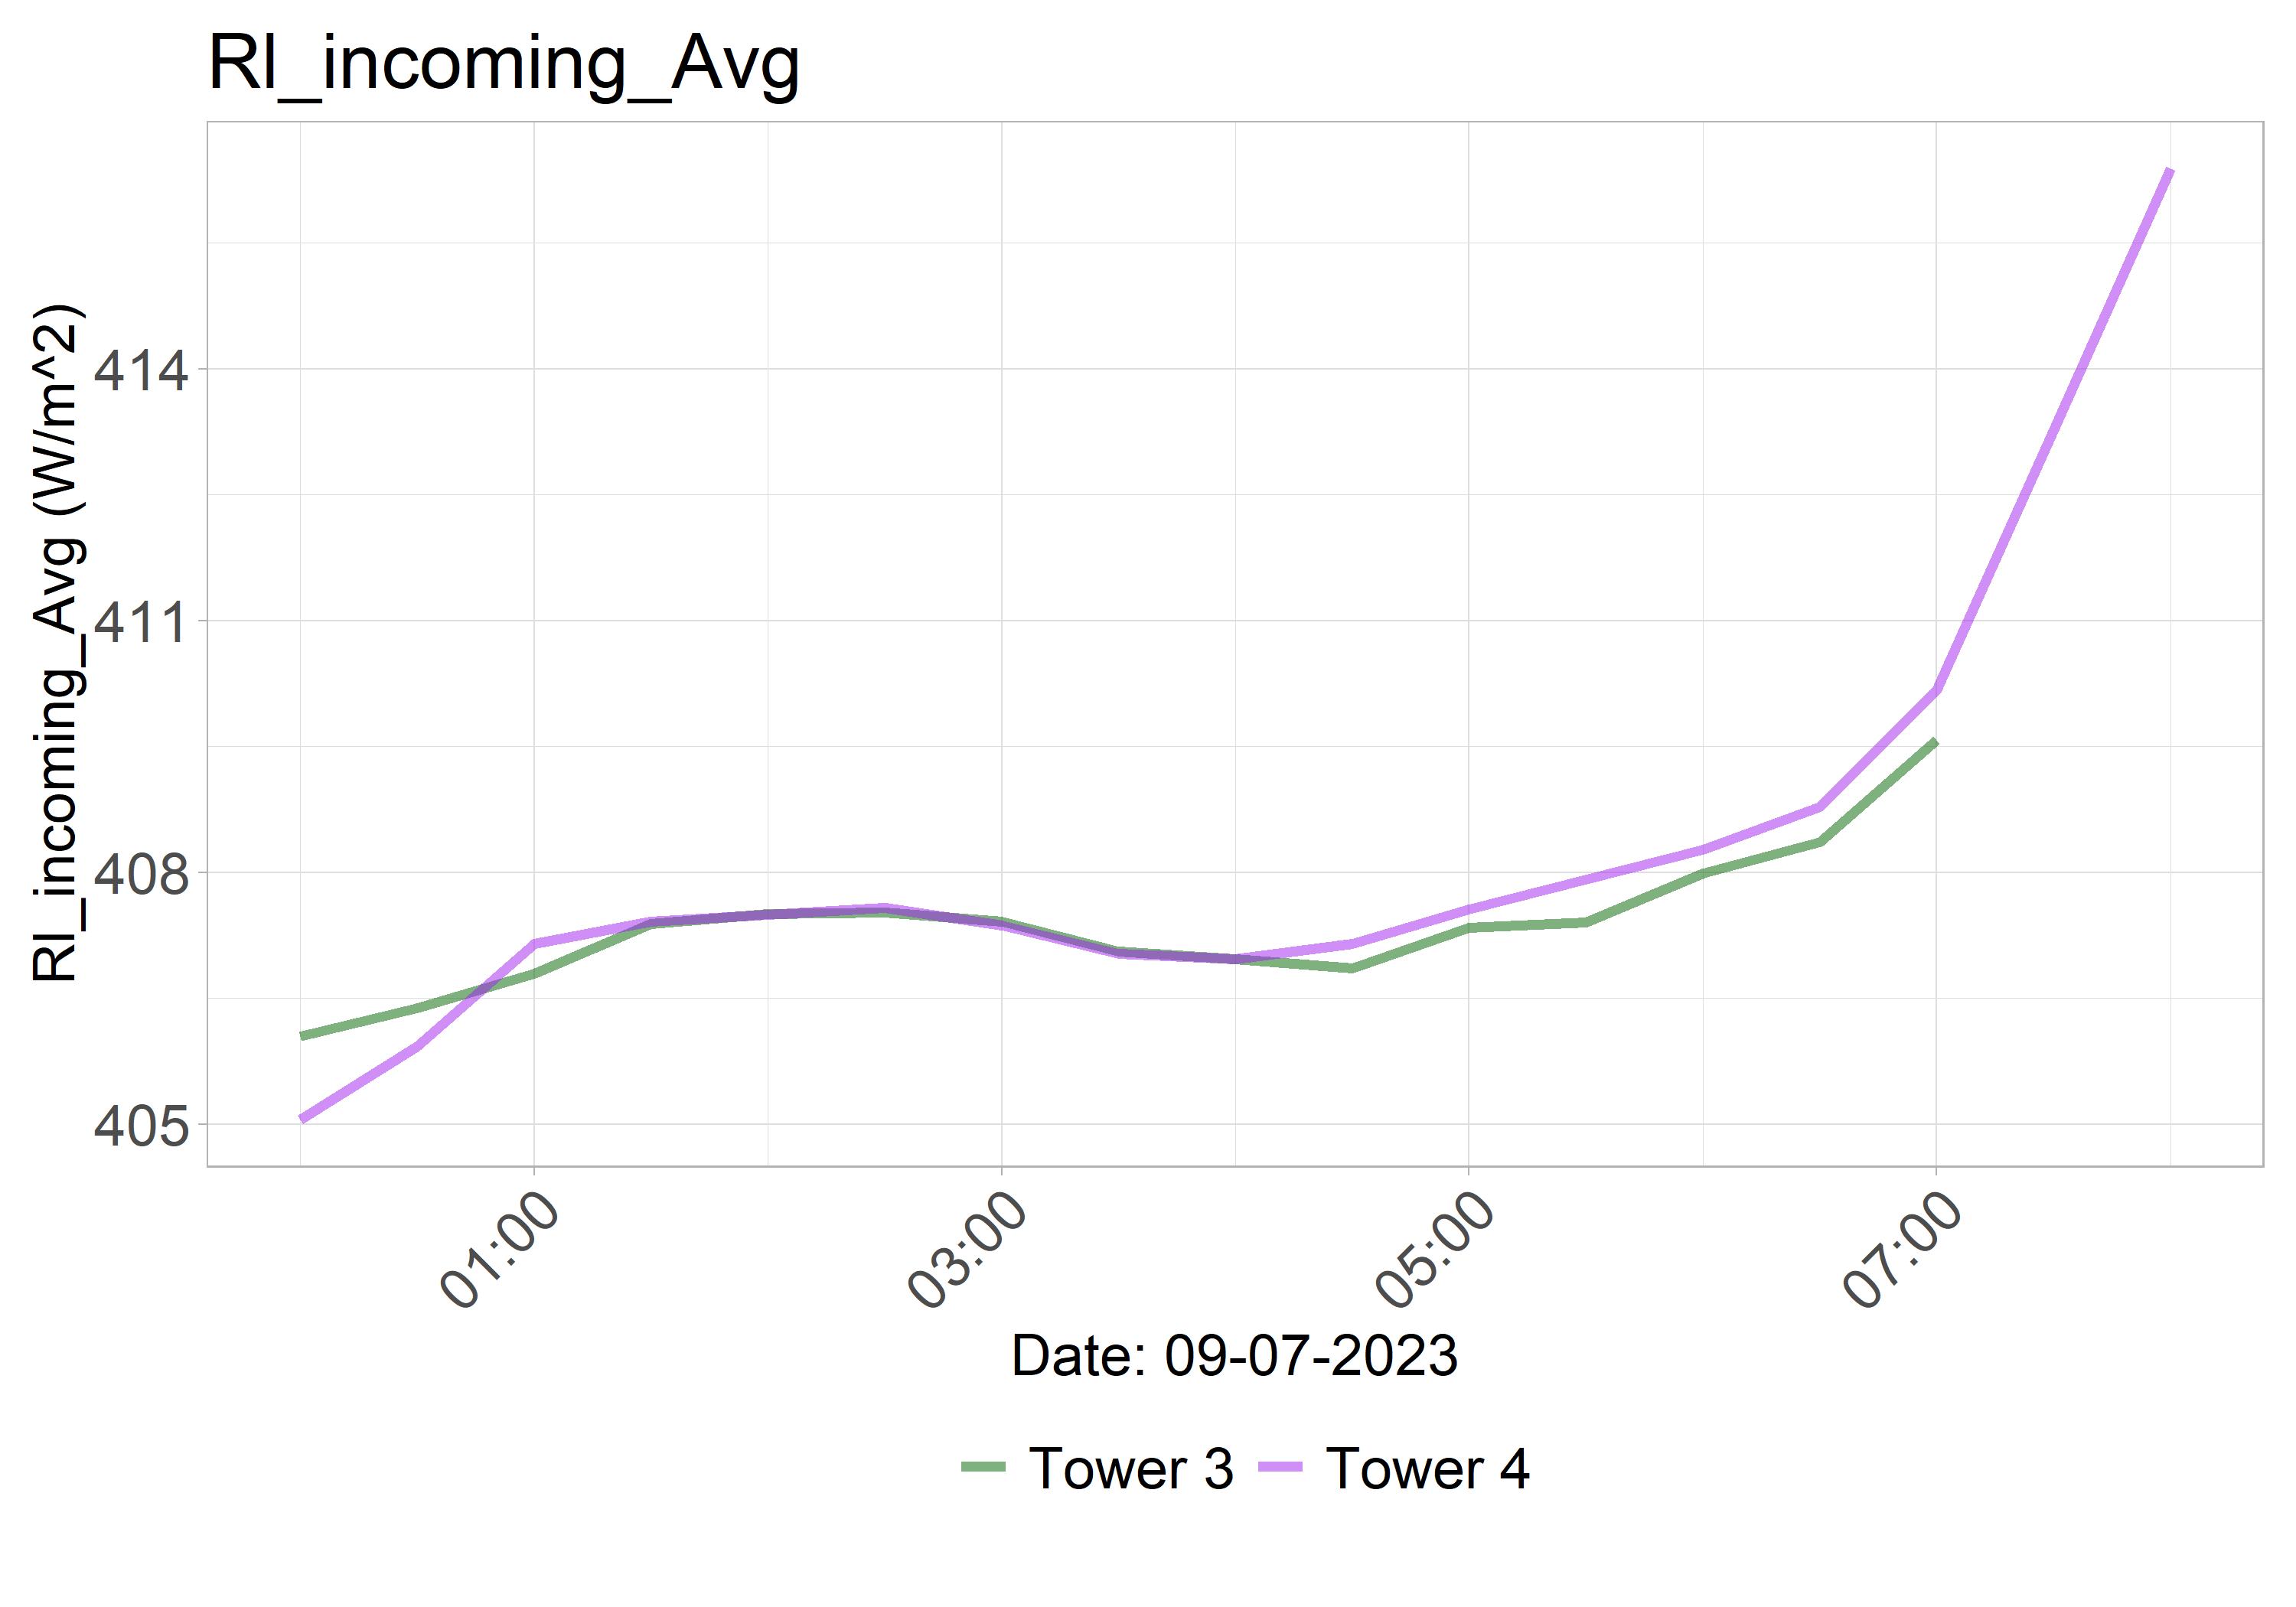 Rl_incoming_Avg
Rl_incoming_Avg (W/m^2)
414
411
408
405
01:00
03:00
05:00
07:00
Date: 09-07-2023
Tower 3
Tower 4